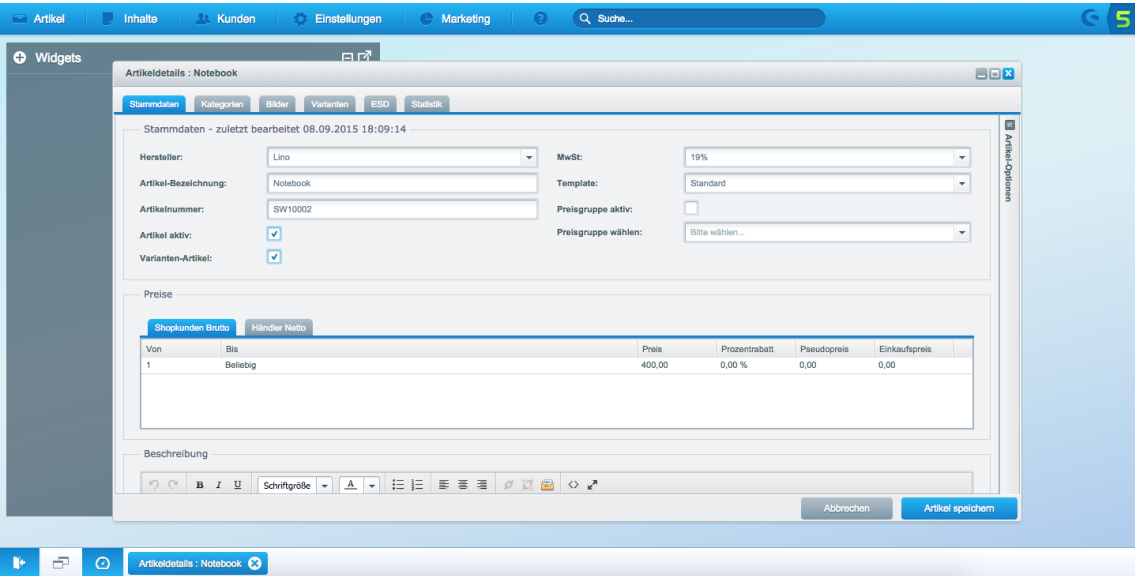 Artikel Inhalte Kunden Einstellungen Marketing ? Suche... 5
Widgets
Artikeldetails : Notebook
Stammdaten Kategorien Bilder Varianten ESD Statistik
Stammdaten - zuletzt bearbeitet 08.09.2015 18:09:14
Hersteller: Lino MwSt: 19%
Artikel-Bezeichnung: Notebook Template: Standard
Artikelnummer: SW10002 Preisgruppe aktiv:
Artikel aktiv: Preisgruppe wählen: Bitte wählen...
Varianten-Artikel:
Artikel-Optionen
Preise
Shopkunden Brutto Händler Netto
Von Bis Preis Prozentrabatt Pseudopreis Einkaufspreis
1 Beliebig 400,00 0,00 % 0,00 0,00
Beschreibung
B I U Schriftgröße A
Abbrechen Artikel speichern
Artikeldetails : Notebook